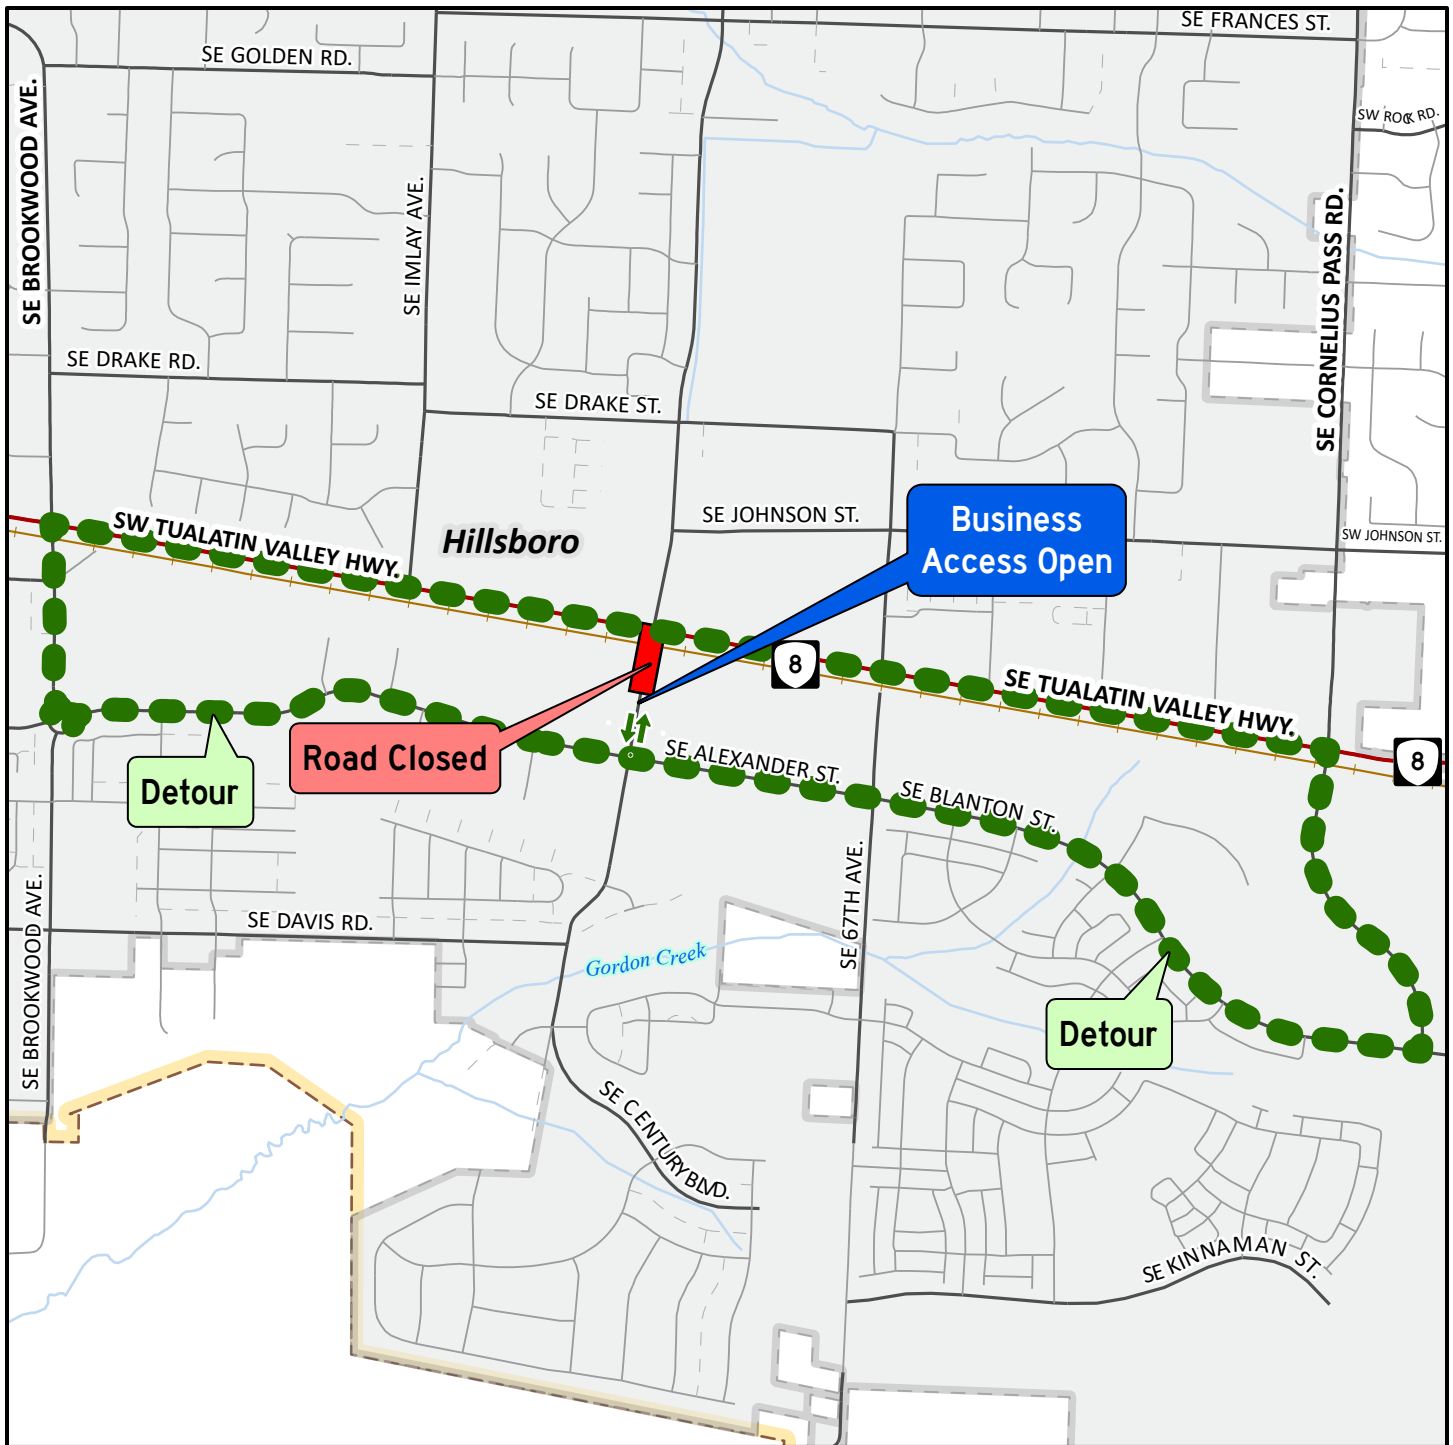 SE FRANCES ST.
SE GOLDEN RD.
SE BROOKWOOD AVE.
SW ROCK RD.
SE IMLAY AVE.
SE CORNELIUS PASS RD.
SE DRAKE RD.
SE DRAKE ST.
Business
Access Open
SE JOHNSON ST.
SW JOHNSON ST.
SW TUALATIN VALLEY HWY.
Hillsboro
8
SE TUALATIN VALLEY HWY.
8
Road Closed
SE ALEXANDER ST.
Detour
SE BLANTON ST.
SE 67TH AVE.
SE BROOKWOOD AVE.
SE DAVIS RD.
Gordon Creek
Detour
SE CENTURY BLVD.
SE KINNAMAN ST.